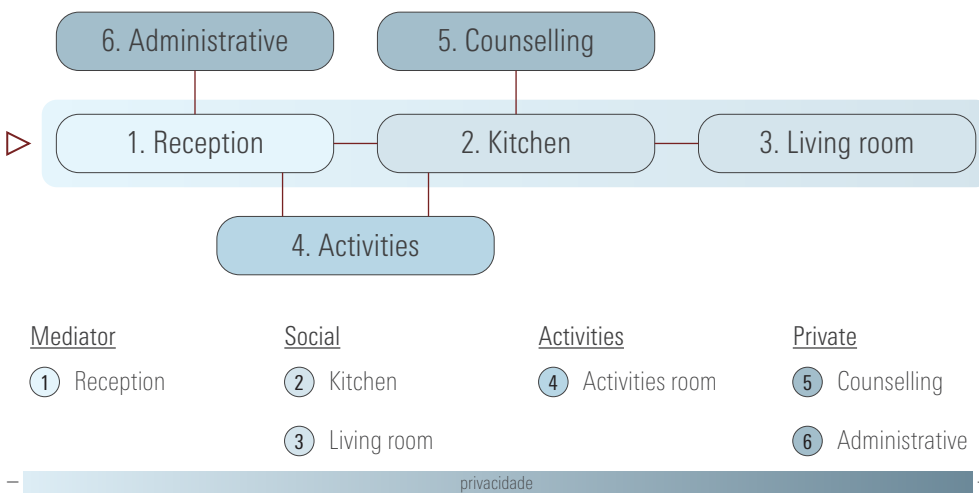 6. Administrative
5. Counselling
1. Reception
2. Kitchen
3. Living room
4. Activities
Mediator
Social
Activities
Private
1 Reception
2 Kitchen
4 Activities room
5 Counselling
3 Living room
6 Administrative
– privacidade